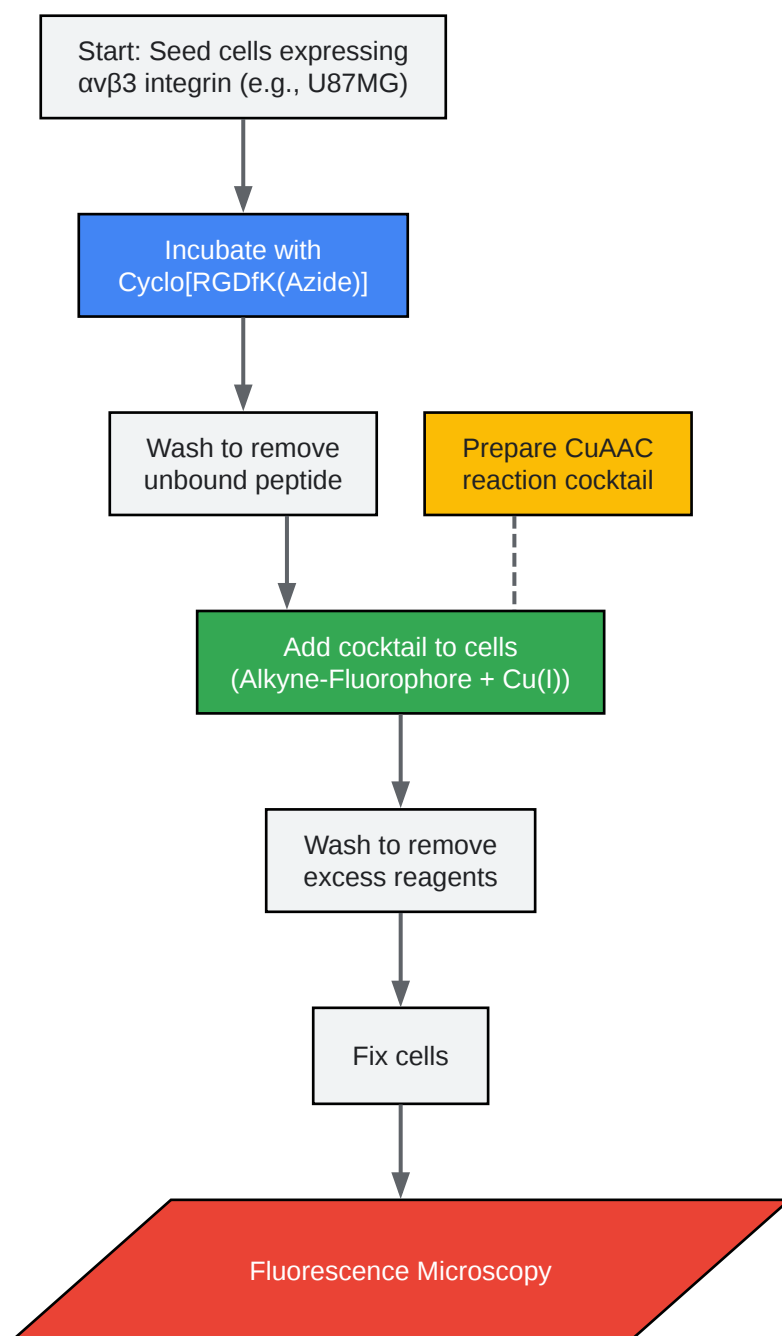 Start: Seed cells expressing
αvβ3 integrin (e.g., U87MG)
Incubate with
Cyclo[RGDfK(Azide)]
Wash to remove
unbound peptide
Prepare CuAAC
reaction cocktail
Add cocktail to cells
(Alkyne-Fluorophore + Cu(I))
Wash to remove
excess reagents
Fix cells
Fluorescence Microscopy